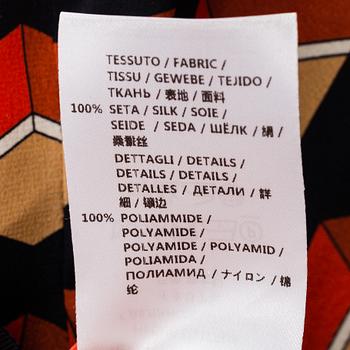 TESSUTO / FABRIC /
TISSU / GEWEBE / TEJIDO /
ТКАНЬ / 表地 / 面料
100% SETA / SILK / SOIE /
SEIDE / SEDA / ШЁЛК / 絹 /
桑蚕丝
DETTAGLI / DETAILS /
DETAILS / DETAILS /
DETALLES / ДЕТАЛИ / 詳
細 / 镶边
100% POLIAMMIDE /
POLYAMIDE /
POLYAMIDE / POLYAMID /
POLIAMIDA /
ПОЛИАМИД / ナイロン / 锦
纶